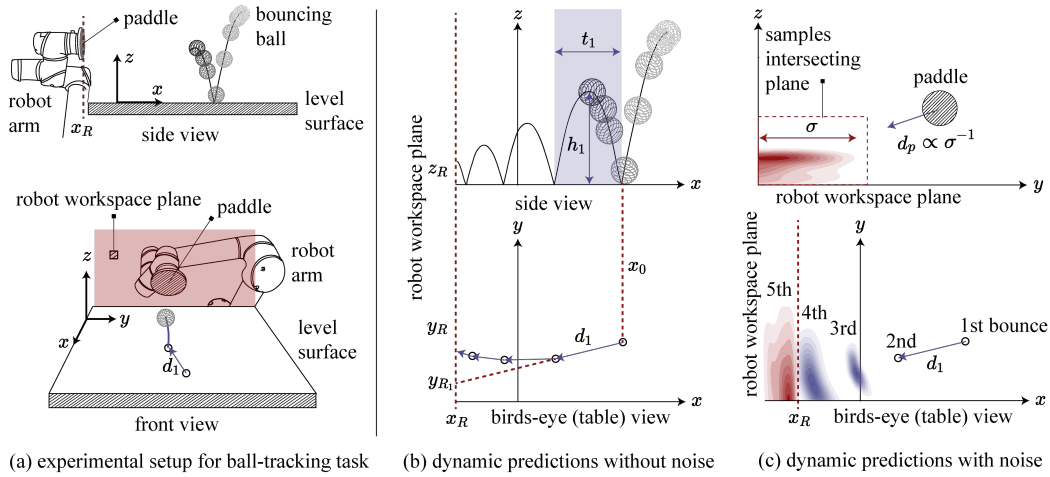 paddle
bouncing
ball
z
x
robot
arm
x_R
side view
level
surface
robot workspace plane
paddle
robot
arm
z
y
x
level
surface
d_1
front view
(a) experimental setup for ball-tracking task
z
t_1
h_1
z_R
x
robot workspace plane
side view
y
x_0
y_R
d_1
y_{R_1}
x
x_R
birds-eye (table) view
(b) dynamic predictions without noise
z
samples
intersecting
plane
paddle
σ
d_p ∝ σ^{-1}
y
robot workspace plane
y
robot workspace plane
5th
4th
3rd
2nd
1st bounce
d_1
x
x_R
birds-eye (table) view
(c) dynamic predictions with noise